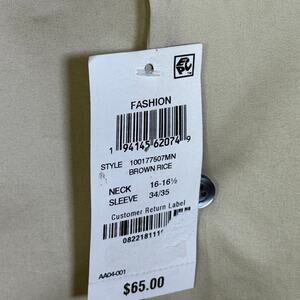 FASHION
1 94145 62074 9
STYLE 100177507MN
BROWN RICE
NECK 16-16½
SLEEVE 34/35
Customer Return Label
AA04-001
$65.00